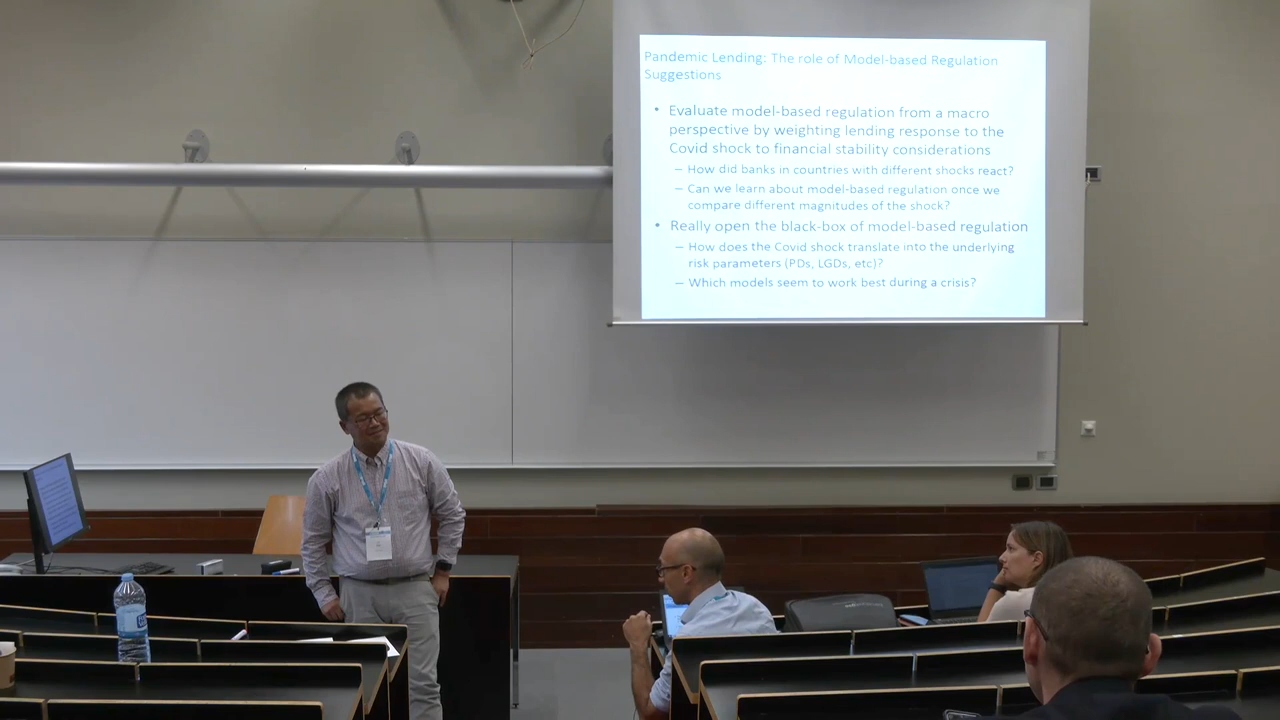 Pandemic Lending: The role of Model-based Regulation
Suggestions
• Evaluate model-based regulation from a macro
perspective by weighting lending response to the
Covid shock to financial stability considerations
– How did banks in countries with different shocks react?
– Can we learn about model-based regulation once we
compare different magnitudes of the shock?
• Really open the black-box of model-based regulation
– How does the Covid shock translate into the underlying
risk parameters (PDs, LGDs, etc)?
– Which models seem to work best during a crisis?